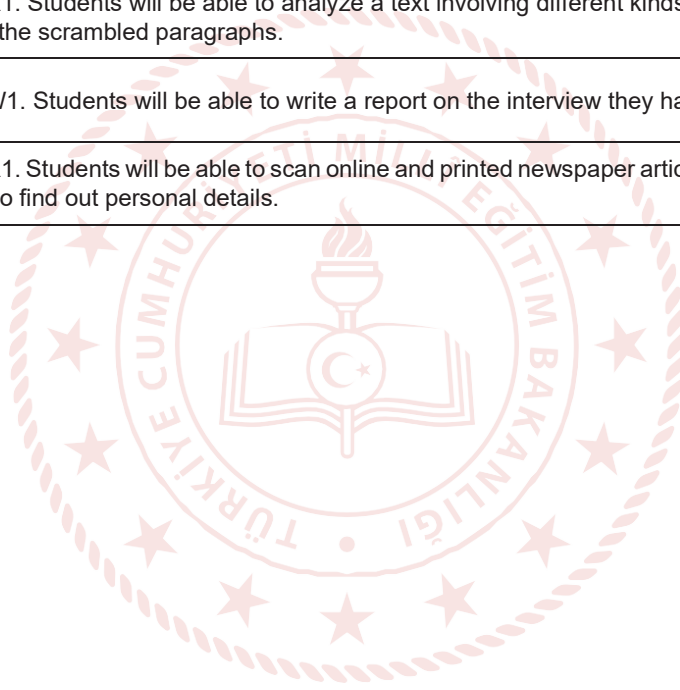 1. Students will be able to analyze a text involving different kinds
the scrambled paragraphs.
/1. Students will be able to write a report on the interview they ha
1. Students will be able to scan online and printed newspaper artic
o find out personal details.
TÜRKİYE CUMHURİYETİ MİLLÎ EĞİTİM BAKANLIĞI